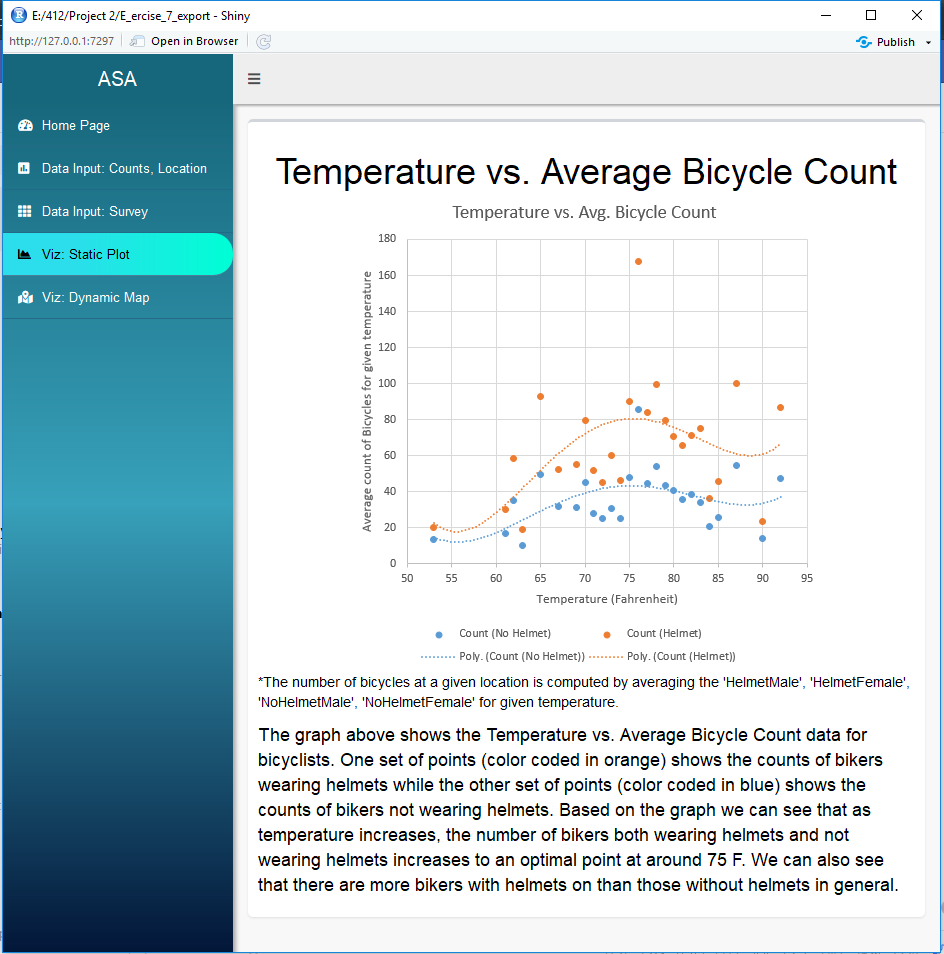 E:/412/Project 2/E_ercise_7_export - Shiny
http://127.0.0.1:7297
Open in Browser
Publish
ASA
Home Page
Data Input: Counts, Location
Data Input: Survey
Viz: Static Plot
Viz: Dynamic Map
Temperature vs. Average Bicycle Count
Temperature vs. Avg. Bicycle Count
Average count of Bicycles for given temperature
180
160
140
120
100
80
60
40
20
0
50 55 60 65 70 75 80 85 90 95
Temperature (Fahrenheit)
Count (No Helmet) Count (Helmet)
Poly. (Count (No Helmet)) Poly. (Count (Helmet))
*The number of bicycles at a given location is computed by averaging the 'HelmetMale', 'HelmetFemale',
'NoHelmetMale', 'NoHelmetFemale' for given temperature.
The graph above shows the Temperature vs. Average Bicycle Count data for
bicyclists. One set of points (color coded in orange) shows the counts of bikers
wearing helmets while the other set of points (color coded in blue) shows the
counts of bikers not wearing helmets. Based on the graph we can see that as
temperature increases, the number of bikers both wearing helmets and not
wearing helmets increases to an optimal point at around 75 F. We can also see
that there are more bikers with helmets on than those without helmets in general.